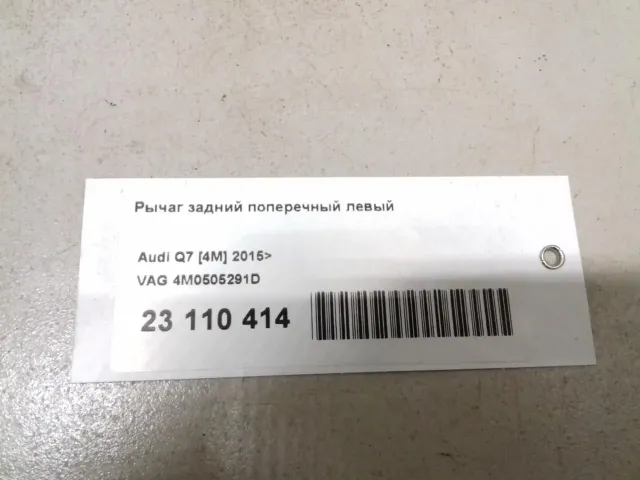 Рычаг задний поперечный левый
Audi Q7 [4M] 2015>
VAG 4M0505291D
23 110 414